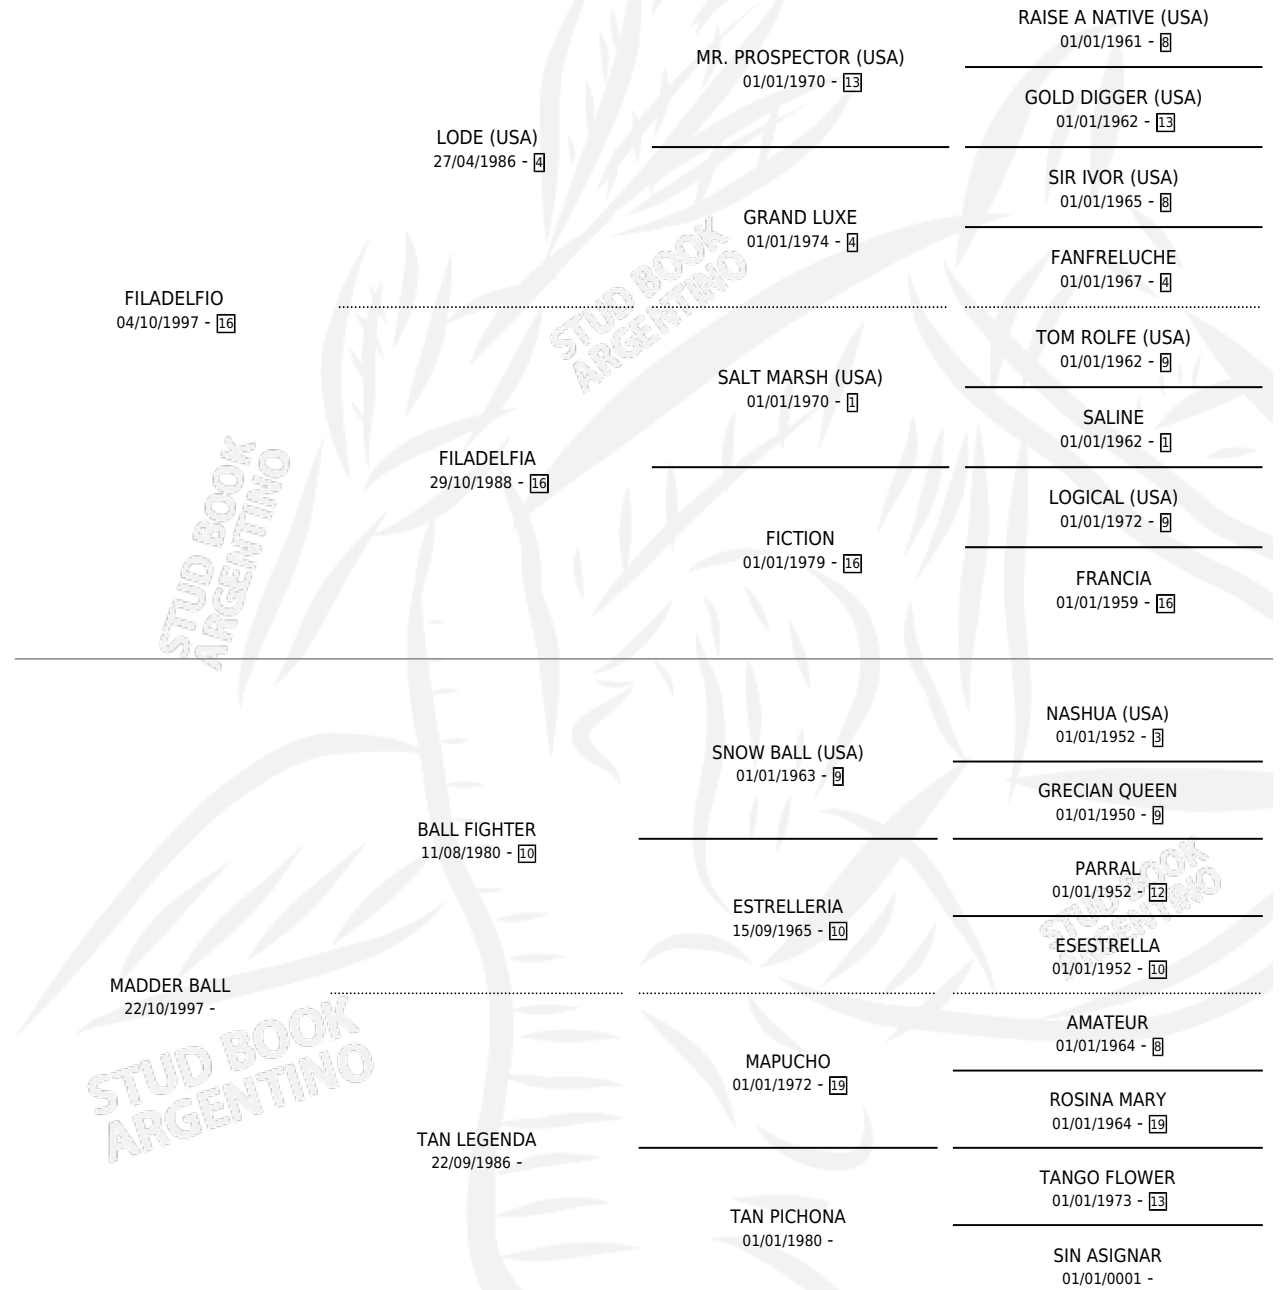 RAISE A NATIVE (USA)
01/01/1961 - 8
MR. PROSPECTOR (USA)
01/01/1970 - 13
GOLD DIGGER (USA)
01/01/1962 - 13
LODE (USA)
27/04/1986 - 4
SIR IVOR (USA)
01/01/1965 - 8
GRAND LUXE
01/01/1974 - 4
FANFRELUCHE
01/01/1967 - 4
FILADELFIO
04/10/1997 - 16
STUD BOOK
ARGENTINO
TOM ROLFE (USA)
01/01/1962 - 9
SALT MARSH (USA)
01/01/1970 - 1
SALINE
01/01/1962 - 1
FILADELFIA
29/10/1988 - 16
LOGICAL (USA)
01/01/1972 - 9
FICTION
01/01/1979 - 16
FRANCIA
01/01/1959 - 16
STUD BOOK
ARGENTINO
NASHUA (USA)
01/01/1952 - 3
SNOW BALL (USA)
01/01/1963 - 9
GRECIAN QUEEN
01/01/1950 - 9
BALL FIGHTER
11/08/1980 - 10
PARRAL
01/01/1952 - 12
ESTRELLERIA
15/09/1965 - 10
STUD BOOK
ARGENTINO
ESESTRELLA
01/01/1952 - 10
MADDER BALL
22/10/1997 -
STUD BOOK
ARGENTINO
AMATEUR
01/01/1964 - 8
MAPUCHO
01/01/1972 - 19
ROSINA MARY
01/01/1964 - 19
TAN LEGENDA
22/09/1986 -
TANGO FLOWER
01/01/1973 - 13
TAN PICHONA
01/01/1980 -
SIN ASIGNAR
01/01/0001 -